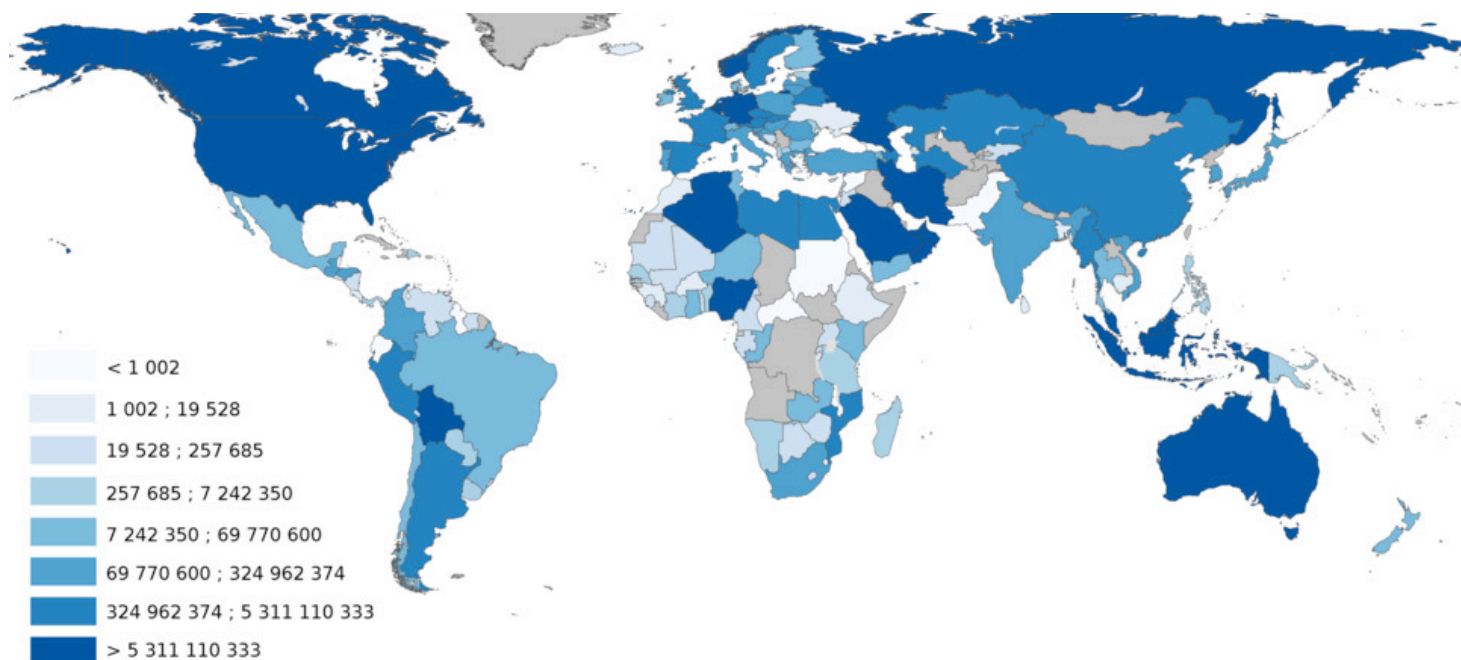 < 1 002
1 002 ; 19 528
19 528 ; 257 685
257 685 ; 7 242 350
7 242 350 ; 69 770 600
69 770 600 ; 324 962 374
324 962 374 ; 5 311 110 333
> 5 311 110 333